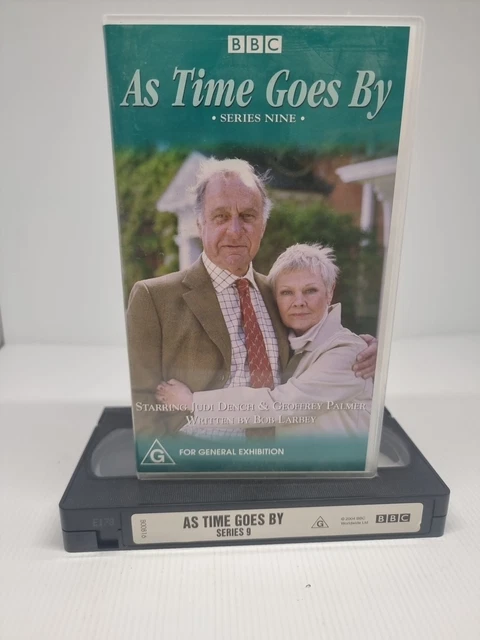 BBC
As Time Goes By
• SERIES NINE •
STARRING JUDI DENCH & GEOFFREY PALMER
WRITTEN BY BOB LARBEY
G
FOR GENERAL EXHIBITION
AS TIME GOES BY
SERIES 9
G
BBC